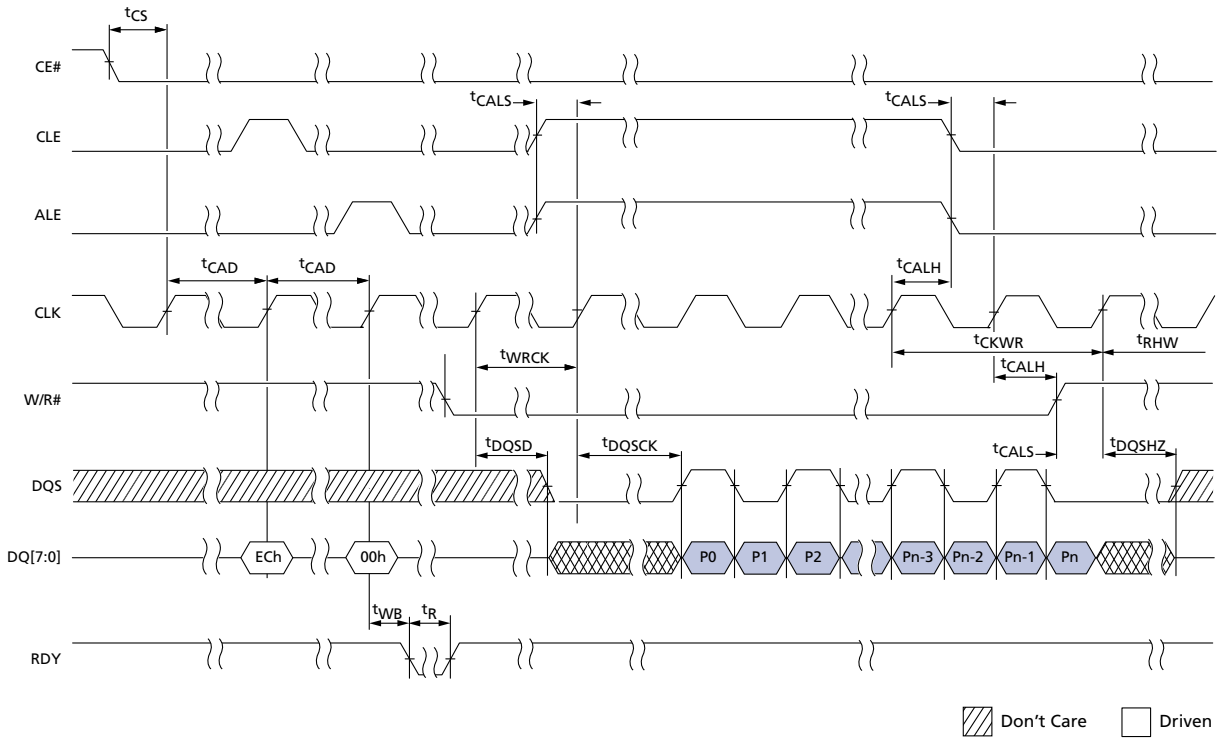 tCS
CE#
tCALS
tCALS
CLE
ALE
tCAD
tCAD
tCALH
CLK
tWRCK
tCKWR
tRHW
tCALH
W/R#
tDQSD
tDQSCK
tCALS
tDQSHZ
DQS
DQ[7:0]
ECh
00h
P0
P1
P2
Pn-3
Pn-2
Pn-1
Pn
tWB
tR
RDY
Don't Care
Driven